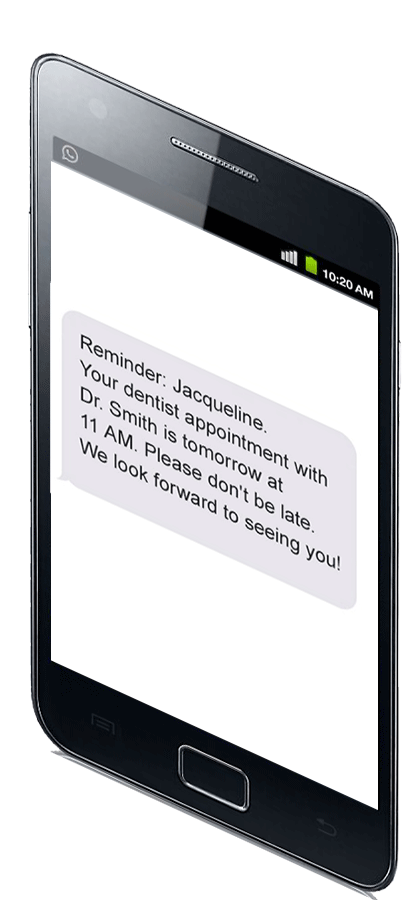 10:20 AM
Reminder: Jacqueline.
Your dentist appointment with
Dr. Smith is tomorrow at
11 AM. Please don't be late.
We look forward to seeing you!